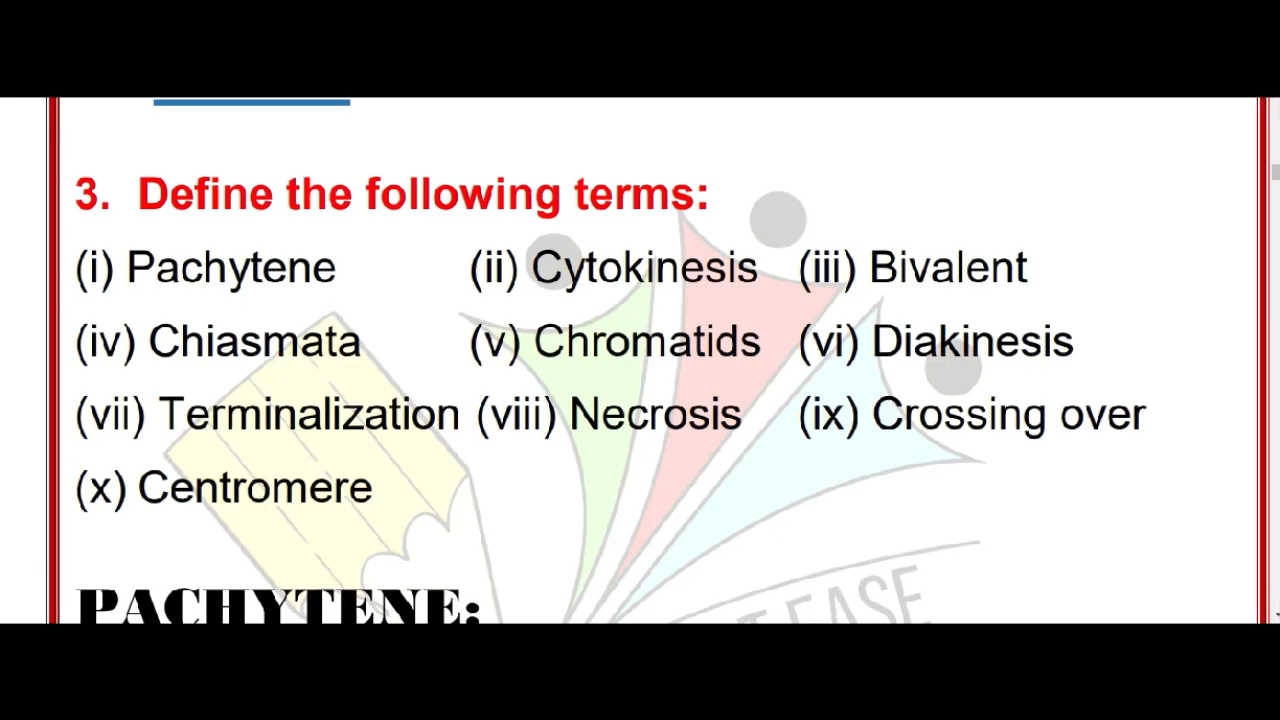 3. Define the following terms:
(i) Pachytene (ii) Cytokinesis (iii) Bivalent
(iv) Chiasmata (v) Chromatids (vi) Diakinesis
(vii) Terminalization (viii) Necrosis (ix) Crossing over
(x) Centromere
PACHYTENE:
T EASE